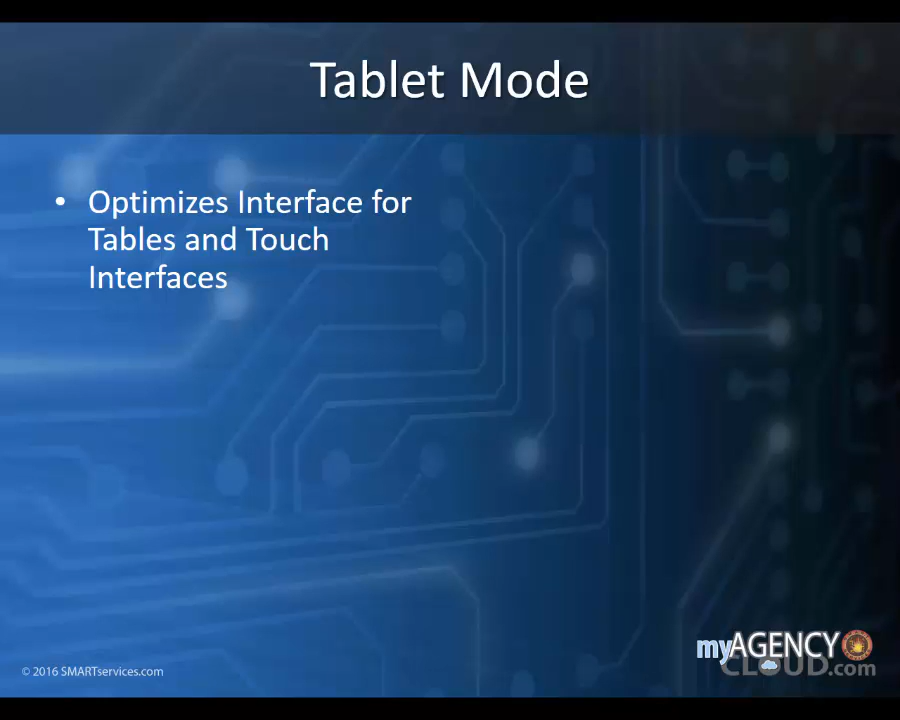 Tablet Mode
• Optimizes Interface for
Tables and Touch
Interfaces
© 2016 SMARTservices.com
myAGENCY
CLOUD.com